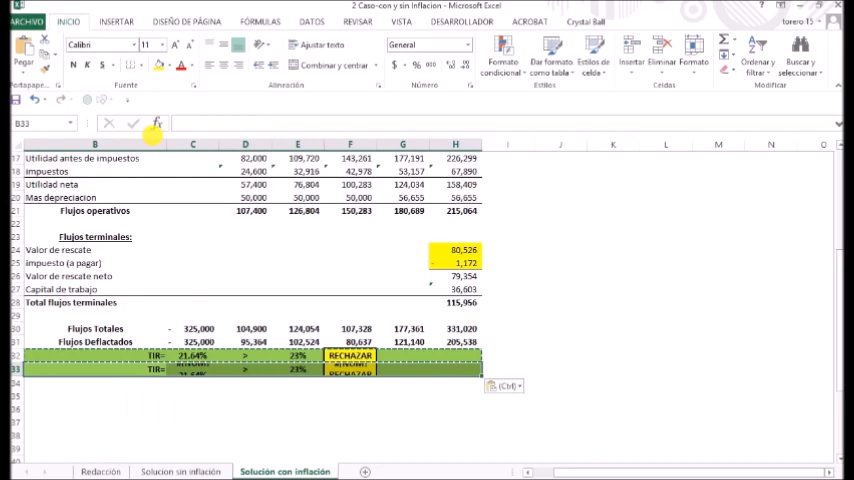 2 Caso-con y sin Inflacion - Microsoft Excel
ARCHIVO INICIO INSERTAR DISEÑO DE PÁGINA FÓRMULAS DATOS REVISAR VISTA DESARROLLADOR ACROBAT Crystal Ball torero 15
Calibri 11 Ajustar texto General
Pegar N K S Combinar y centrar $ % Formato condicional Dar formato como tabla Estilos de celda Insertar Eliminar Formato Ordenar y filtrar Buscar y seleccionar
Portapape... Fuente Alineación Número Estilos Celdas Modificar
B33 fx
B C D E F G H I J K L M N O
17 Utilidad antes de impuestos 82,000 109,720 143,261 177,191 226,299
18 impuestos 24,600 32,916 42,978 53,157 67,890
19 Utilidad neta 57,400 76,804 100,283 124,034 158,409
20 Mas depreciacion 50,000 50,000 50,000 56,655 56,655
21 Flujos operativos 107,400 126,804 150,283 180,689 215,064
22
23 Flujos terminales:
24 Valor de rescate 80,526
25 impuesto (a pagar) - 1,172
26 Valor de rescate neto 79,354
27 Capital de trabajo 36,603
28 Total flujos terminales 115,956
29
30 Flujos Totales - 325,000 104,900 124,054 107,328 177,361 331,020
31 Flujos Deflactados - 325,000 95,364 102,524 80,637 121,140 205,538
32 TIR= 21.64% > 23% RECHAZAR
33 TIR= 21.64% > 23% RECHAZAR
34 (Ctrl)
35
36
37
38
39
Redacción Solucion un inflación Solución con inflación